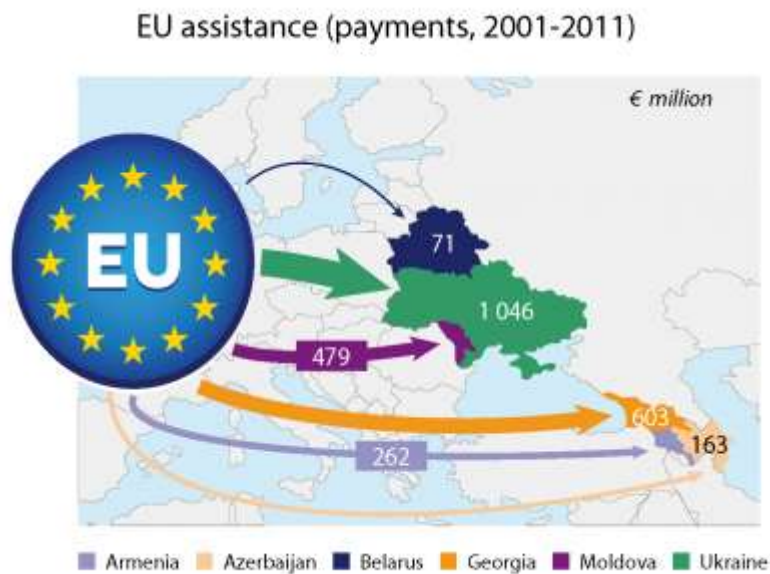 EU assistance (payments, 2001-2011)
€ million
EU
71
1 046
479
603
163
262
Armenia Azerbaijan Belarus Georgia Moldova Ukraine